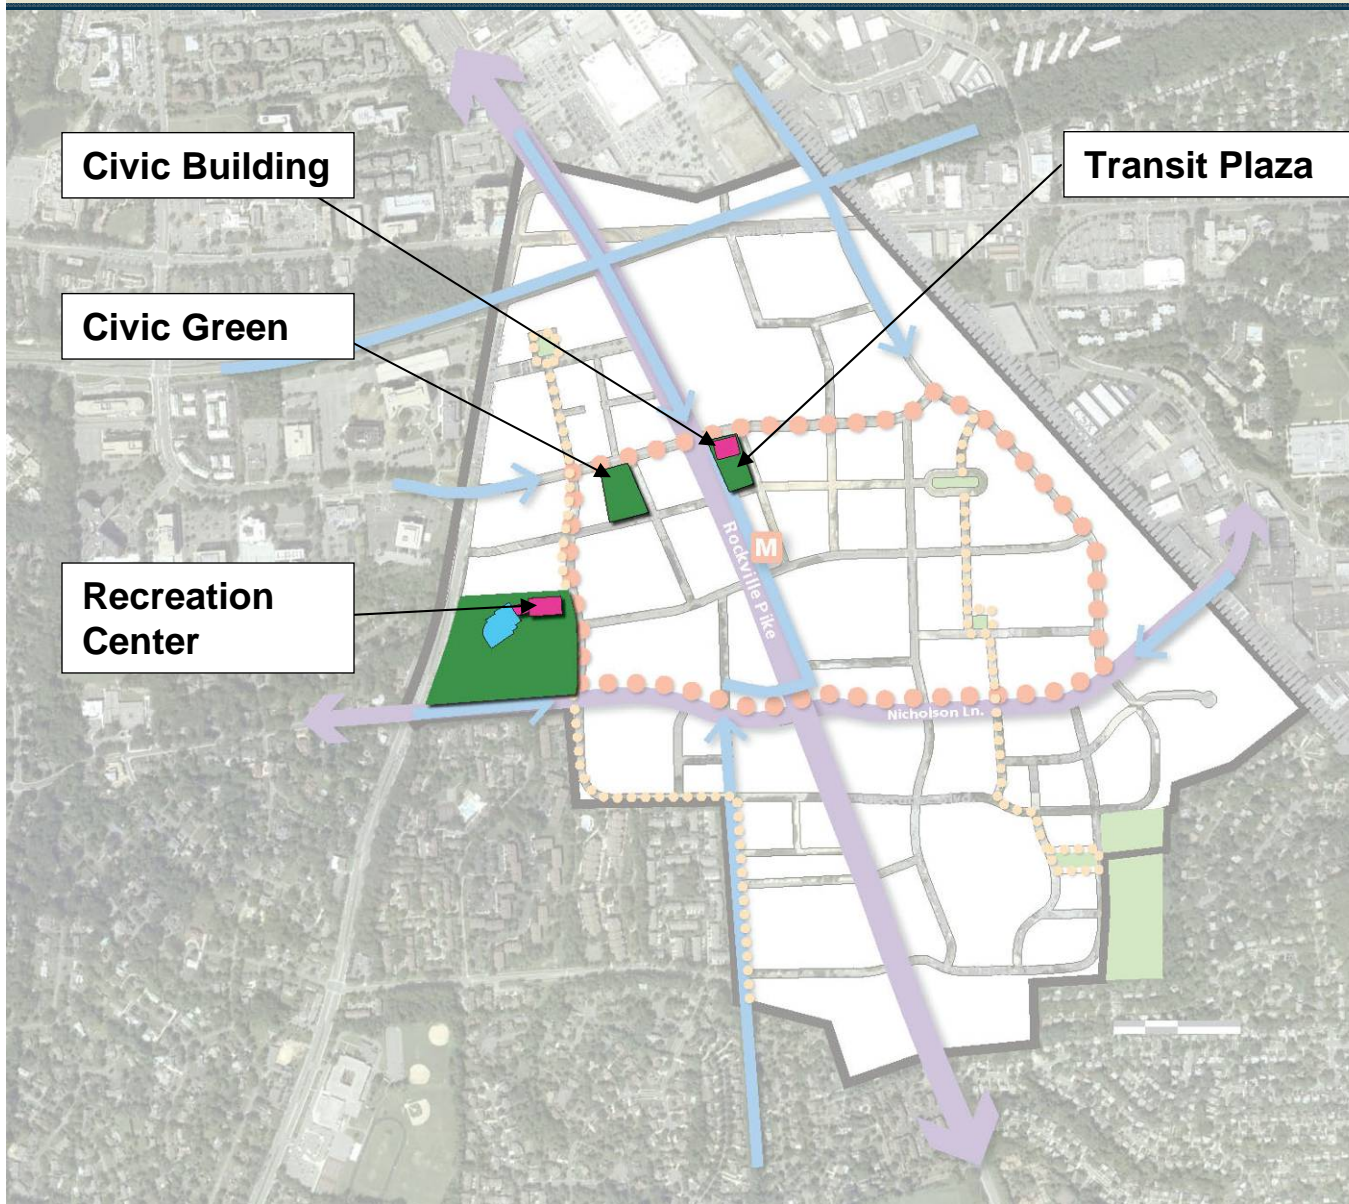 Civic Building
Transit Plaza
Civic Green
Recreation
Center
M
Rockville Pike
Nicholson Ln.